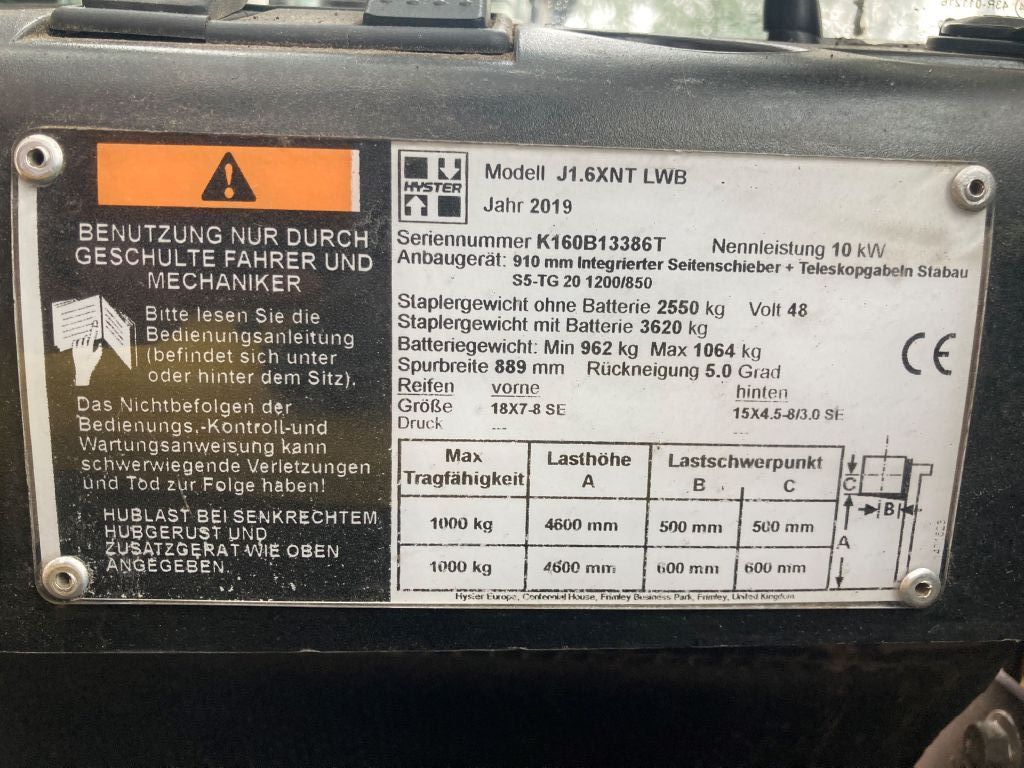 BENUTZUNG NUR DURCH
GESCHULTE FAHRER UND
MECHANIKER
Bitte lesen Sie die
Bedienungsanleitung
(befindet sich unter
oder hinter dem Sitz).
Das Nichtbefolgen der
Bedienungs,-Kontroll-und
Wartungsanweisung kann
schwerwiegende Verletzungen
und Tod zur Folge haben!
HUBLAST BEI SENKRECHTEM
HUBGERUST UND
ZUSATZGERAT WIE OBEN
ANGEGEBEN.
HYSTER
Modell J1.6XNT LWB
Jahr 2019
Seriennummer K160B13386T Nennleistung 10 kW
Anbaugerät: 910 mm Integrierter Seitenschieber + Teleskopgabeln Stabau
S5-TG 20 1200/850
Staplergewicht ohne Batterie 2550 kg Volt 48
Staplergewicht mit Batterie 3620 kg
Batteriegewicht: Min 962 kg Max 1064 kg
Spurbreite 889 mm Rückneigung 5.0 Grad
Reifen vorne hinten
Größe 18X7-8 SE 15X4.5-8/3.0 SE
Druck --- ---
CE
Max Lasthöhe Lastschwerpunkt
Tragfähigkeit A B C
1000 kg 4600 mm 500 mm 500 mm
1000 kg 4600 mm 600 mm 600 mm
C
B
A
Hyster Europe, Centennial House, Frimley Business Park, Frimley, United Kingdom